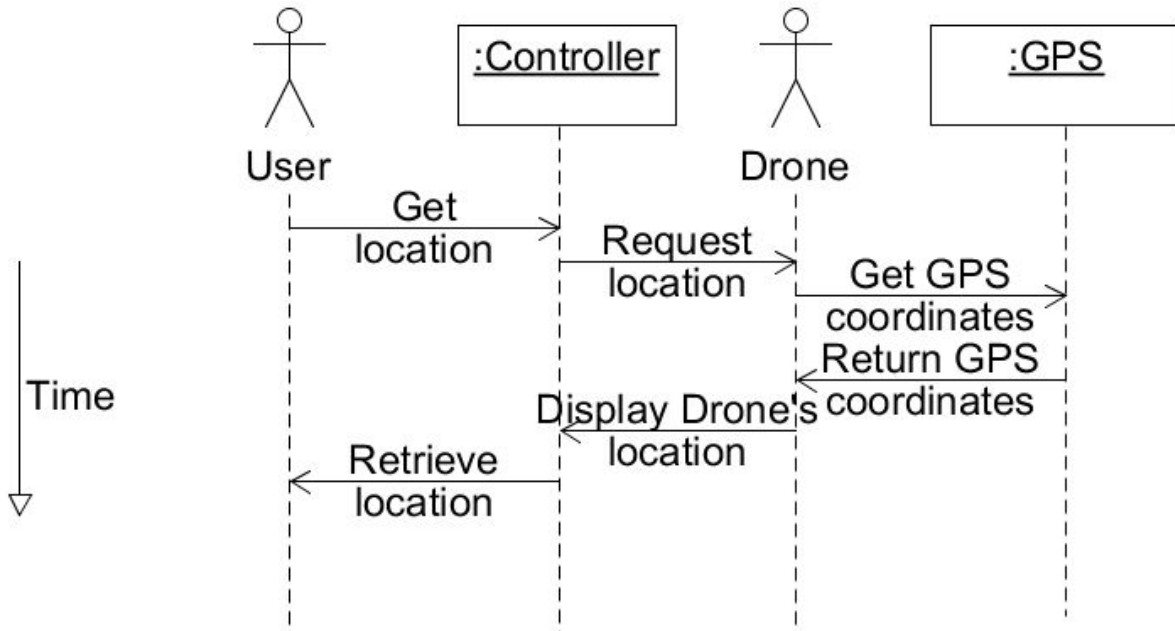 :Controller
:GPS
User
Drone
Get
location
Request
location
Get GPS
coordinates
Return GPS
coordinates
Time
Display Drone's
location
Retrieve
location